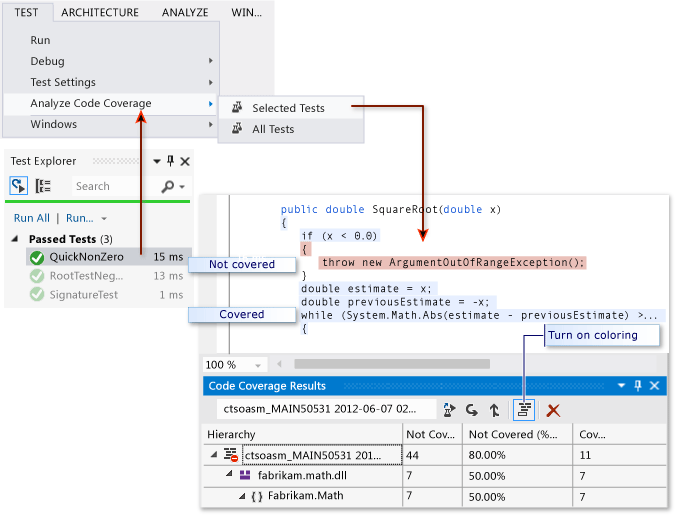 TEST ARCHITECTURE ANALYZE WIN...
Run
Debug
Test Settings
Analyze Code Coverage
Windows
Selected Tests
All Tests
Test Explorer
Search
Run All | Run...
Passed Tests (3)
QuickNonZero 15 ms
RootTestNeg... 13 ms
SignatureTest 1 ms
Not covered
Covered
public double SquareRoot(double x)
{
if (x < 0.0)
{
throw new ArgumentOutOfRangeException();
}
double estimate = x;
double previousEstimate = -x;
while (System.Math.Abs(estimate - previousEstimate) >...
{
Turn on coloring
100 %
Code Coverage Results
ctsoasm_MAIN50531 2012-06-07 02...
Hierarchy Not Cov... Not Covered (%... Cov...
ctsoasm_MAIN50531 201... 44 80.00% 11
fabrikam.math.dll 7 50.00% 7
{ } Fabrikam.Math 7 50.00% 7